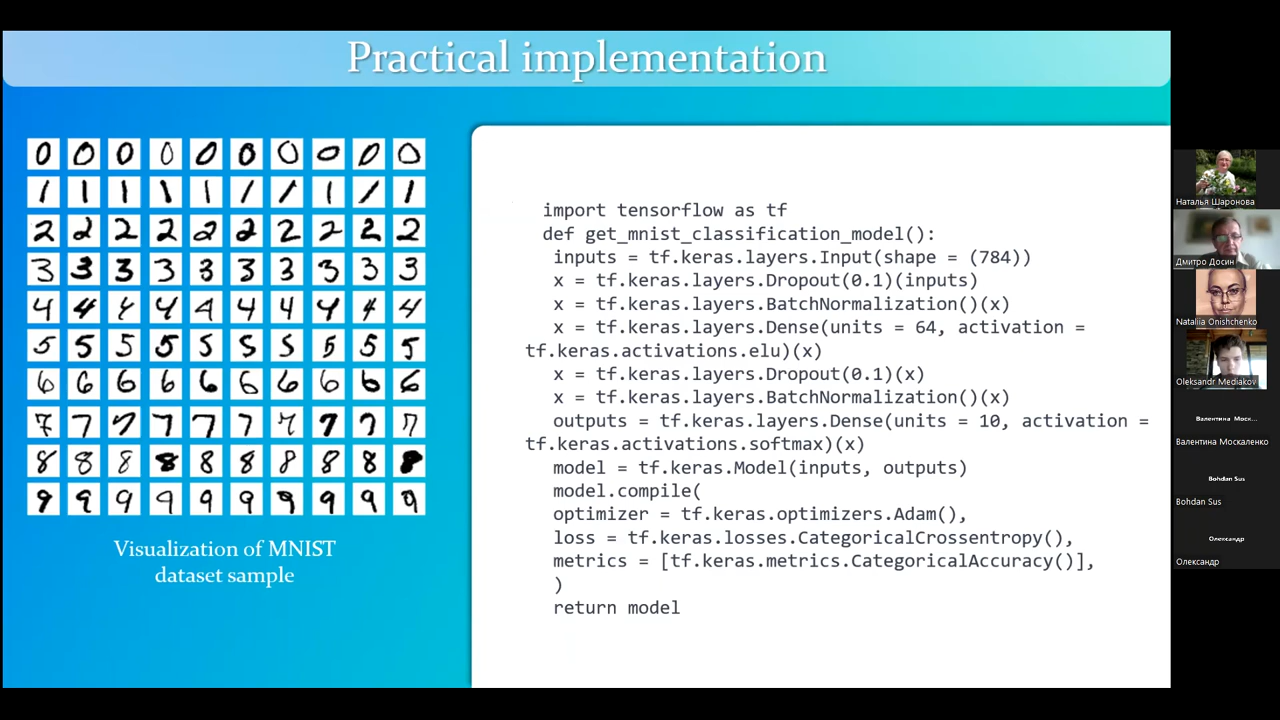 Practical implementation
Visualization of MNIST
dataset sample
import tensorflow as tf
def get_mnist_classification_model():
inputs = tf.keras.layers.Input(shape = (784))
x = tf.keras.layers.Dropout(0.1)(inputs)
x = tf.keras.layers.BatchNormalization()(x)
x = tf.keras.layers.Dense(units = 64, activation =
tf.keras.activations.elu)(x)
x = tf.keras.layers.Dropout(0.1)(x)
x = tf.keras.layers.BatchNormalization()(x)
outputs = tf.keras.layers.Dense(units = 10, activation =
tf.keras.activations.softmax)(x)
model = tf.keras.Model(inputs, outputs)
model.compile(
optimizer = tf.keras.optimizers.Adam(),
loss = tf.keras.losses.CategoricalCrossentropy(),
metrics = [tf.keras.metrics.CategoricalAccuracy()],
)
return model
0 0 0 0 0 0 0 0 0 0
1 1 1 1 1 1 1 1 1 1
2 2 2 2 2 2 2 2 2 2
3 3 3 3 3 3 3 3 3 3
4 4 4 4 4 4 4 4 4 4
5 5 5 5 5 5 5 5 5 5
6 6 6 6 6 6 6 6 6 6
7 7 7 7 7 7 7 7 7 7
8 8 8 8 8 8 8 8 8 8
9 9 9 9 9 9 9 9 9 9
Наталья Шаронова
Дмитро Досин
Nataliia Onishchenko
Oleksandr Mediakov
Валентина Моск...
Валентина Москаленко
Bohdan Sus
Bohdan Sus
Олександр
Олександр